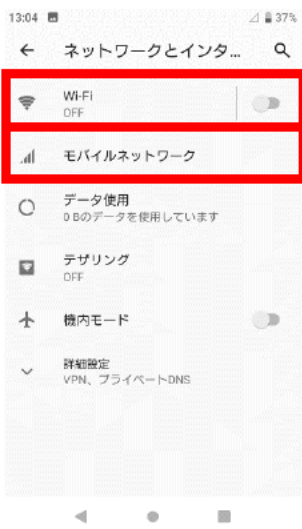 13:04 37%
ネットワークとインタ...
Wi-Fi
OFF
モバイルネットワーク
データ使用
0 Bのデータを使用しています
テザリング
OFF
機内モード
詳細設定
VPN、プライベートDNS